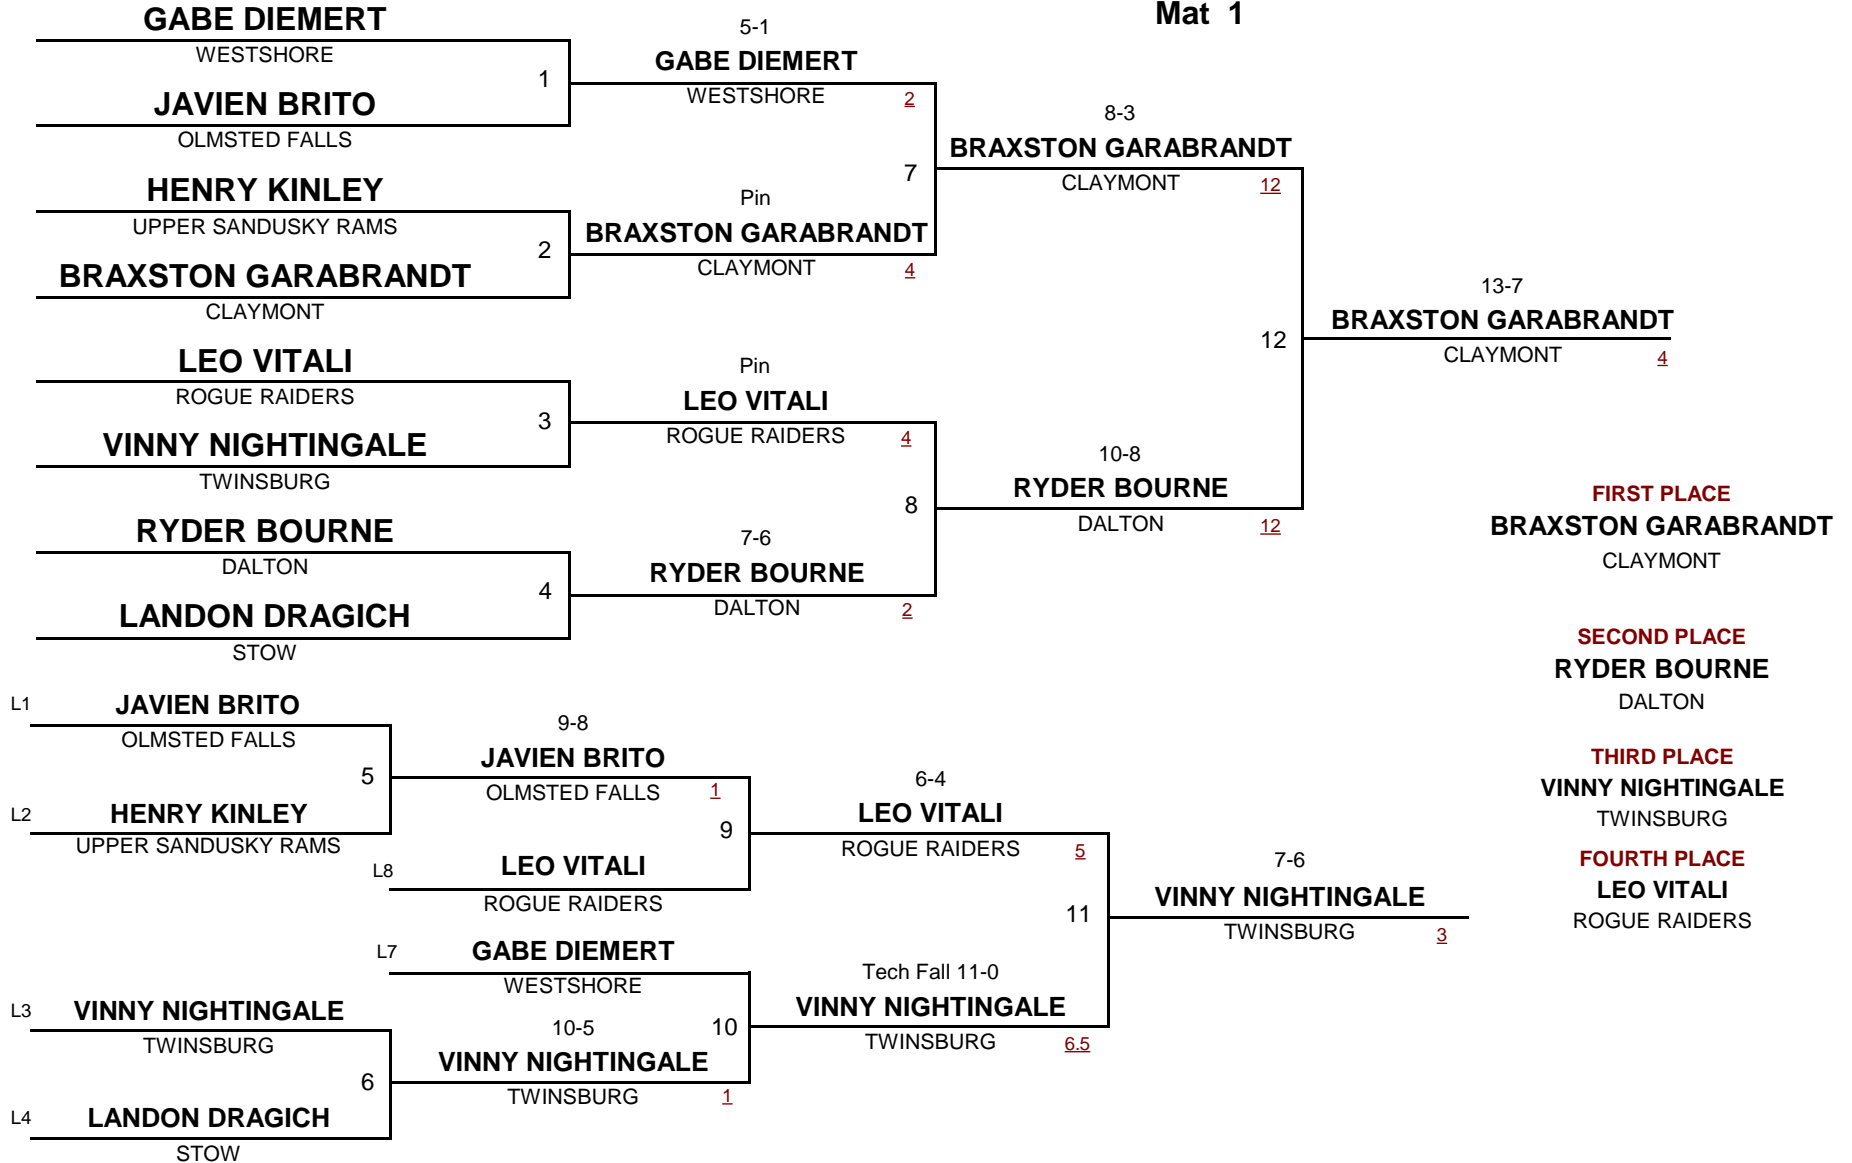 Mat 1
GABE DIEMERT
WESTSHORE
1
JAVIEN BRITO
OLMSTED FALLS
HENRY KINLEY
UPPER SANDUSKY RAMS
2
BRAXSTON GARABRANDT
CLAYMONT
LEO VITALI
ROGUE RAIDERS
3
VINNY NIGHTINGALE
TWINSBURG
RYDER BOURNE
DALTON
4
LANDON DRAGICH
STOW
5-1
GABE DIEMERT
WESTSHORE 2
7
Pin
BRAXSTON GARABRANDT
CLAYMONT 4
Pin
LEO VITALI
ROGUE RAIDERS 4
8
7-6
RYDER BOURNE
DALTON 2
8-3
BRAXSTON GARABRANDT
CLAYMONT 12
12
10-8
RYDER BOURNE
DALTON 12
13-7
BRAXSTON GARABRANDT
CLAYMONT 4
FIRST PLACE
BRAXSTON GARABRANDT
CLAYMONT
SECOND PLACE
RYDER BOURNE
DALTON
THIRD PLACE
VINNY NIGHTINGALE
TWINSBURG
FOURTH PLACE
LEO VITALI
ROGUE RAIDERS
L1 JAVIEN BRITO
OLMSTED FALLS
5
L2 HENRY KINLEY
UPPER SANDUSKY RAMS
9-8
JAVIEN BRITO
OLMSTED FALLS 1
9
L8 LEO VITALI
ROGUE RAIDERS
L7 GABE DIEMERT
WESTSHORE
10
L3 VINNY NIGHTINGALE
TWINSBURG
6
L4 LANDON DRAGICH
STOW
10-5
VINNY NIGHTINGALE
TWINSBURG 1
6-4
LEO VITALI
ROGUE RAIDERS 5
11
Tech Fall 11-0
VINNY NIGHTINGALE
TWINSBURG 6.5
7-6
VINNY NIGHTINGALE
TWINSBURG 3